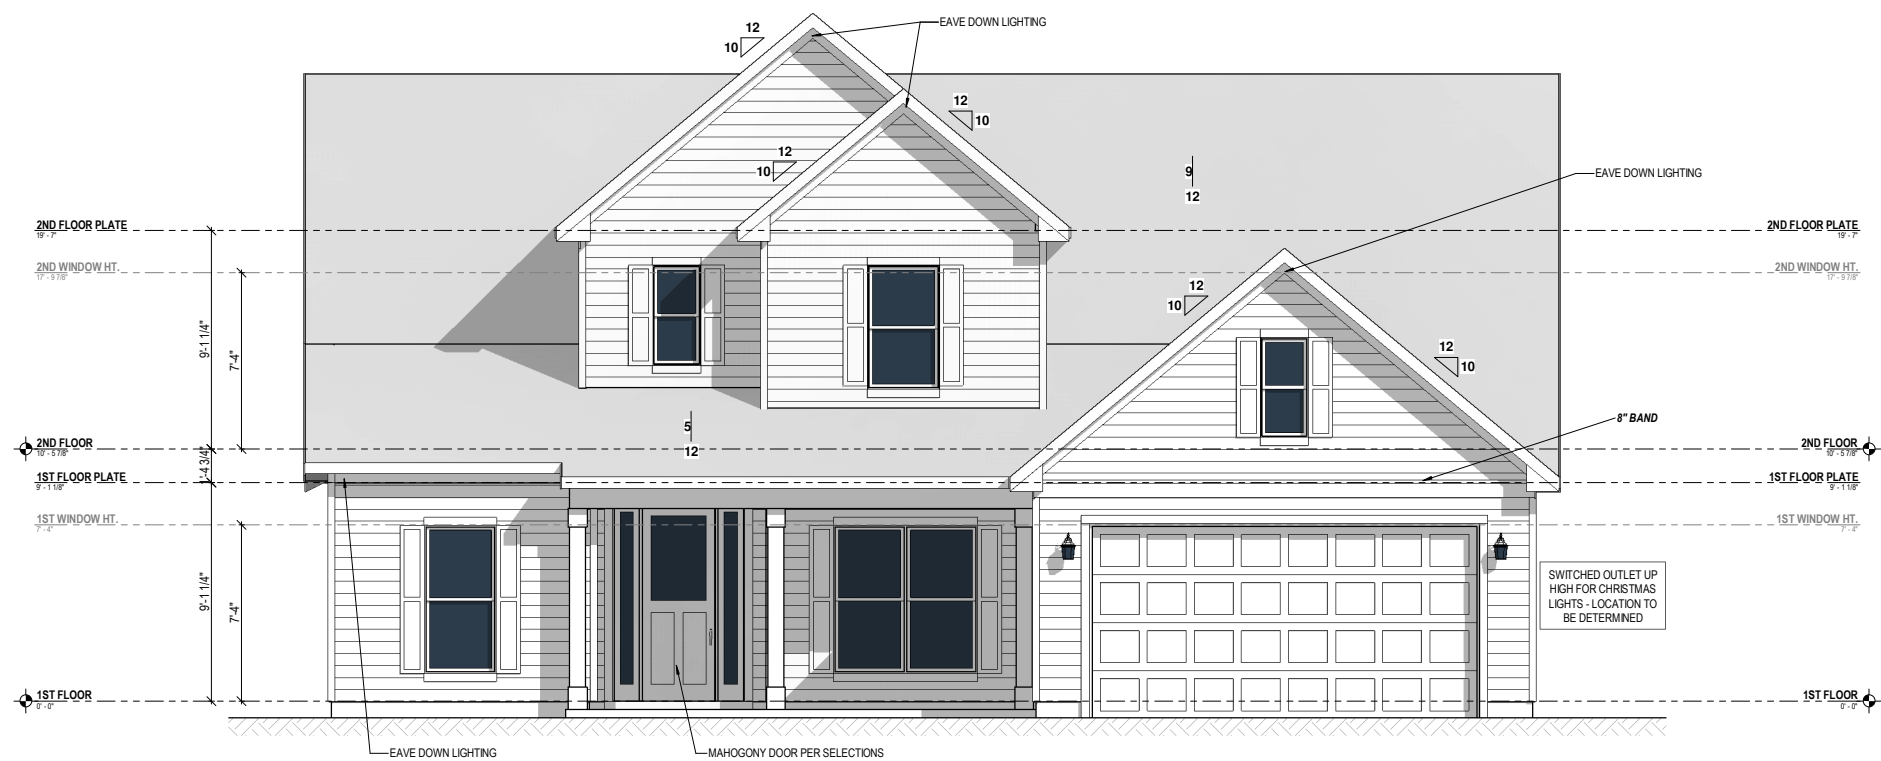 12
10
EAVE DOWN LIGHTING
12
10
12
10
9
12
EAVE DOWN LIGHTING
2ND FLOOR PLATE
19' - 7"
2ND FLOOR PLATE
19' - 7"
2ND WINDOW HT.
17' - 9 7/8"
2ND WINDOW HT.
17' - 9 7/8"
12
10
9'-1 1/4"
7'-4"
12
10
8" BAND
5
12
2ND FLOOR
10' - 5 7/8"
2ND FLOOR
10' - 5 7/8"
1'-4 3/4"
1ST FLOOR PLATE
9' - 1 1/8"
1ST FLOOR PLATE
9' - 1 1/8"
1ST WINDOW HT.
7' - 4"
1ST WINDOW HT.
7' - 4"
9'-1 1/4"
7'-4"
SWITCHED OUTLET UP
HIGH FOR CHRISTMAS
LIGHTS - LOCATION TO
BE DETERMINED
1ST FLOOR
0' - 0"
1ST FLOOR
0' - 0"
EAVE DOWN LIGHTING
MAHOGONY DOOR PER SELECTIONS